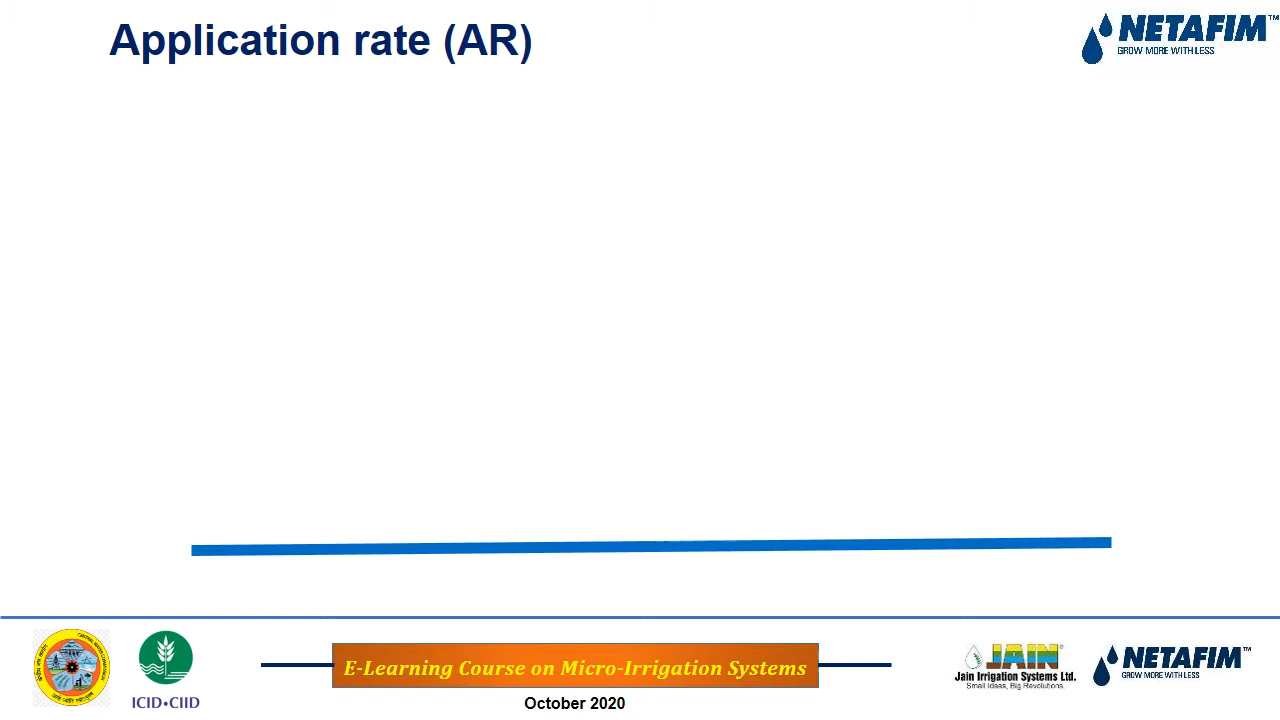 Application rate (AR)
NETAFIM™
GROW MORE WITH LESS
E-Learning Course on Micro-Irrigation Systems
October 2020
ICID•CIID
JAIN®
Jain Irrigation Systems Ltd.
Small Ideas, Big Revolutions.
NETAFIM™
GROW MORE WITH LESS